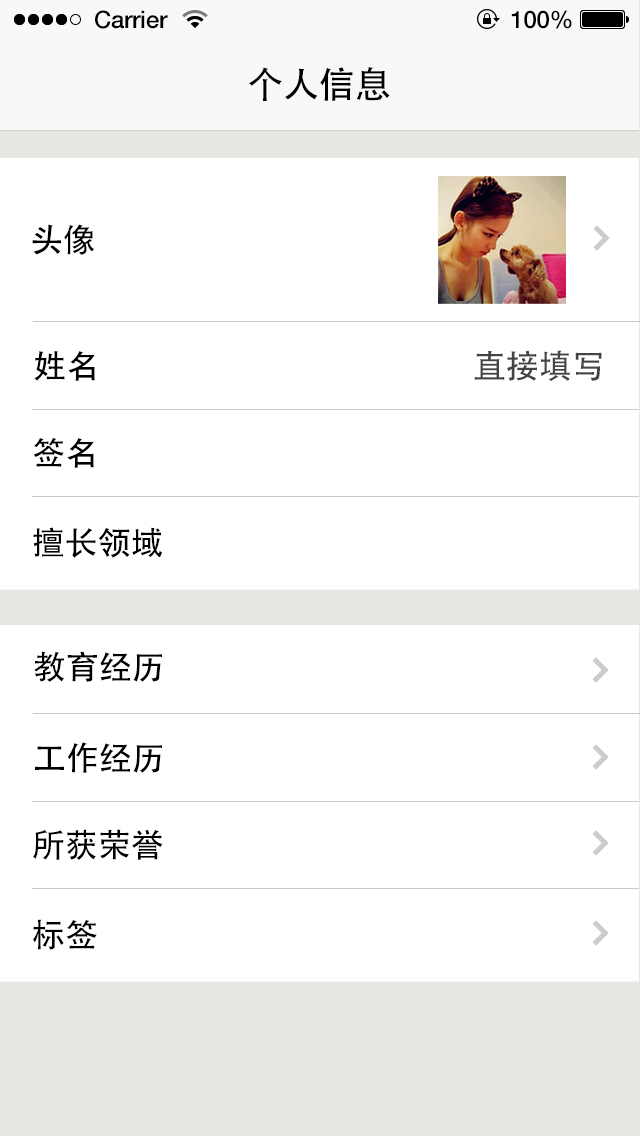 Carrier 100%
个人信息
头像
姓名 直接填写
签名
擅长领域
教育经历
工作经历
所获荣誉
标签